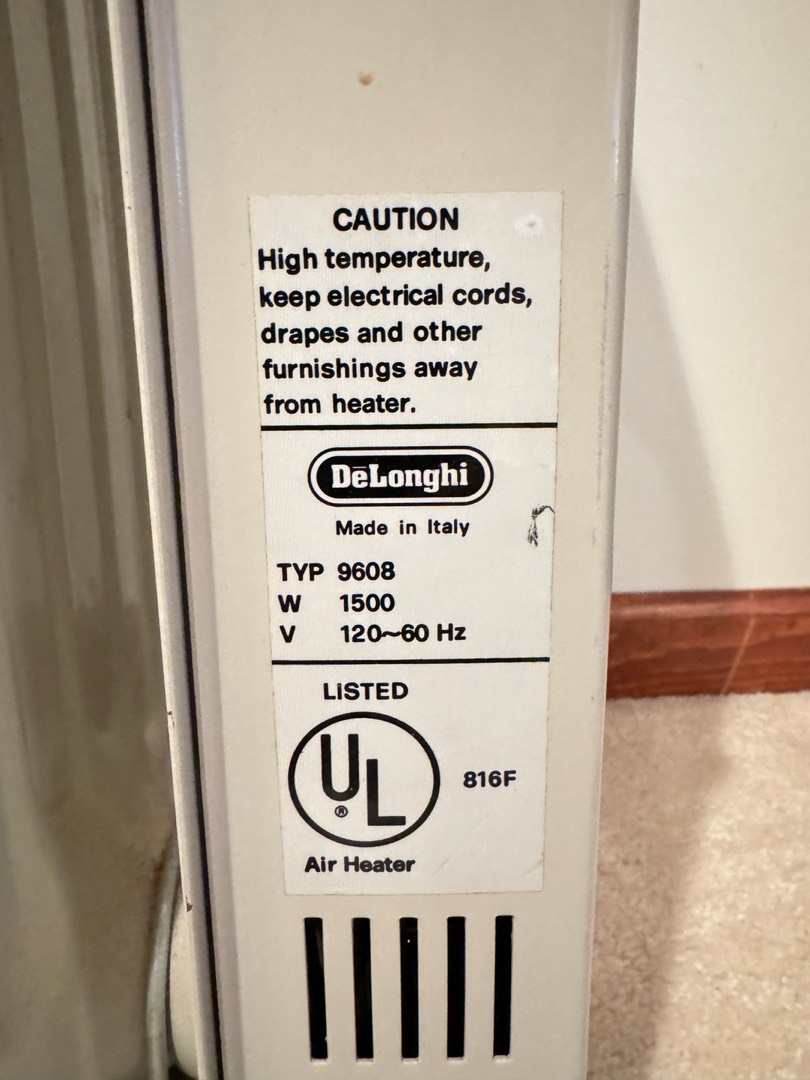 CAUTION
High temperature,
keep electrical cords,
drapes and other
furnishings away
from heater.
DēLonghi
Made in Italy
TYP 9608
W 1500
V 120~60 Hz
LiSTED
UL
®
816F
Air Heater